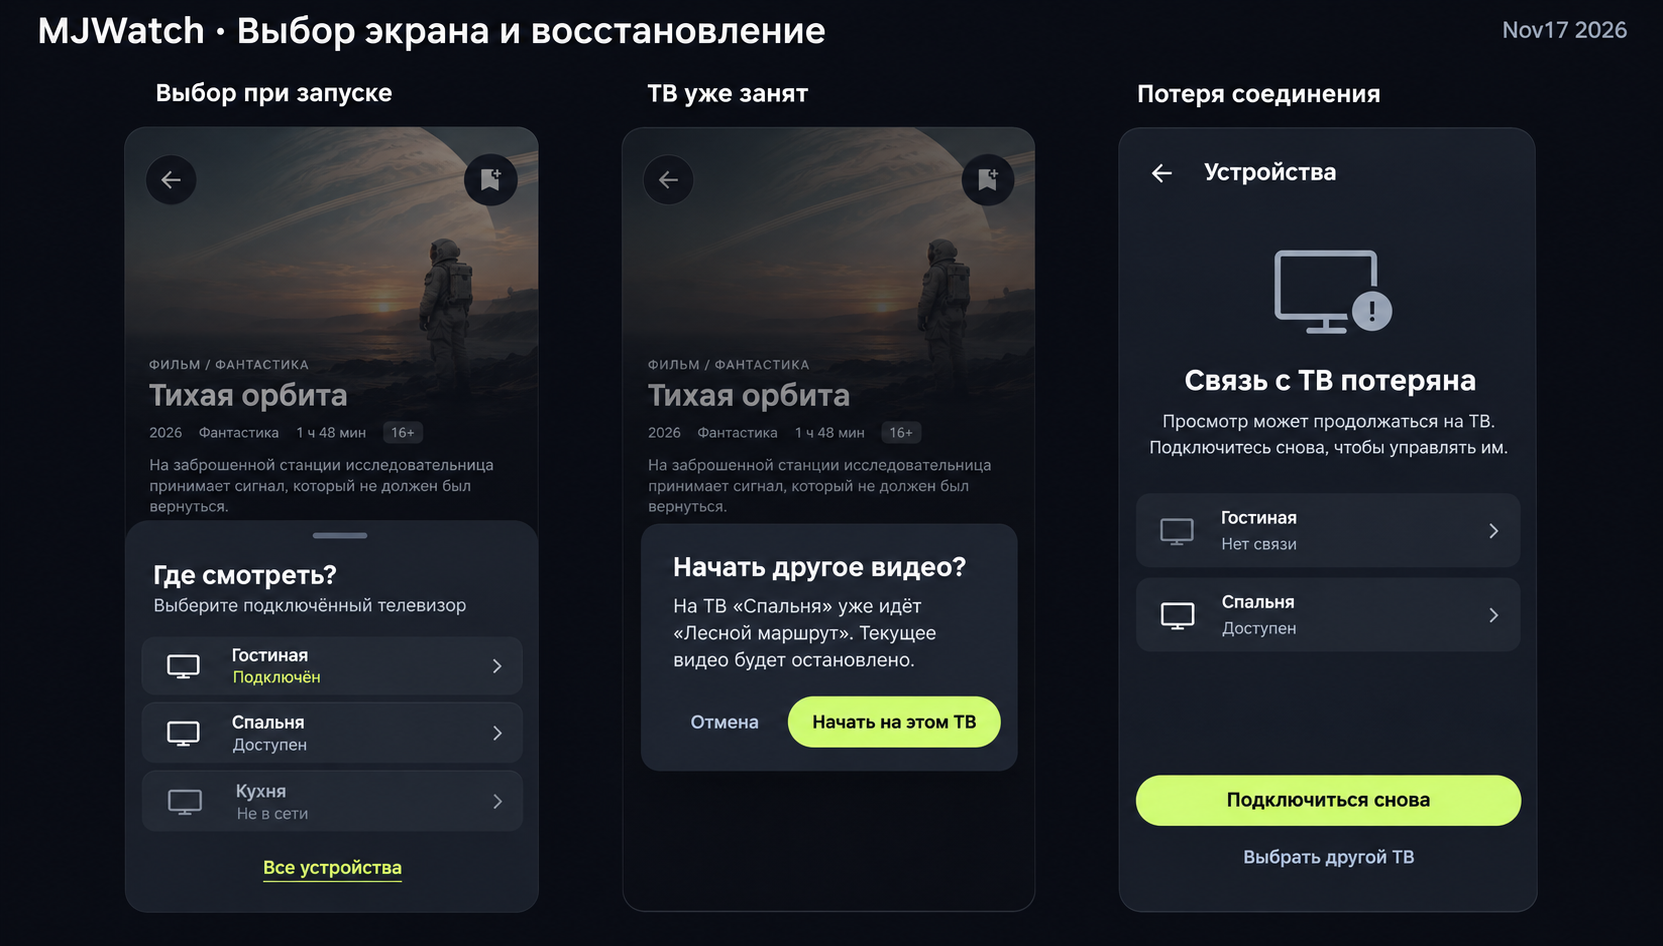 MJWatch · Выбор экрана и восстановление
Nov17 2026
Выбор при запуске
ФИЛЬМ / ФАНТАСТИКА
Тихая орбита
2026 Фантастика 1 ч 48 мин 16+
На заброшенной станции исследовательница
принимает сигнал, который не должен был
вернуться.
Где смотреть?
Выберите подключённый телевизор
Гостиная
Подключён
Спальня
Доступен
Кухня
Не в сети
Все устройства
ТВ уже занят
ФИЛЬМ / ФАНТАСТИКА
Тихая орбита
2026 Фантастика 1 ч 48 мин 16+
На заброшенной станции исследовательница
принимает сигнал, который не должен был
вернуться.
Начать другое видео?
На ТВ «Спальня» уже идёт
«Лесной маршрут». Текущее
видео будет остановлено.
Отмена
Начать на этом ТВ
Потеря соединения
Устройства
Связь с ТВ потеряна
Просмотр может продолжаться на ТВ.
Подключитесь снова, чтобы управлять им.
Гостиная
Нет связи
Спальня
Доступен
Подключиться снова
Выбрать другой ТВ